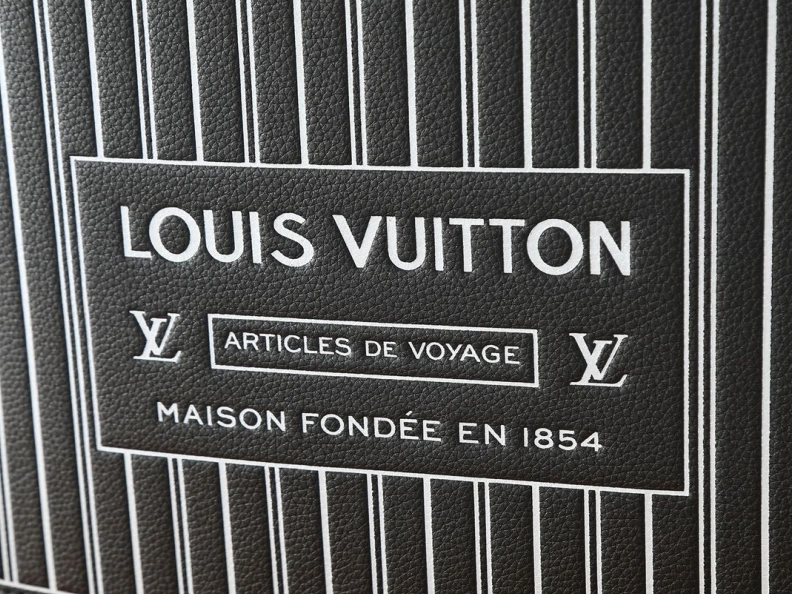 LOUIS VUITTON
LV ARTICLES DE VOYAGE LV
MAISON FONDÉE EN 1854